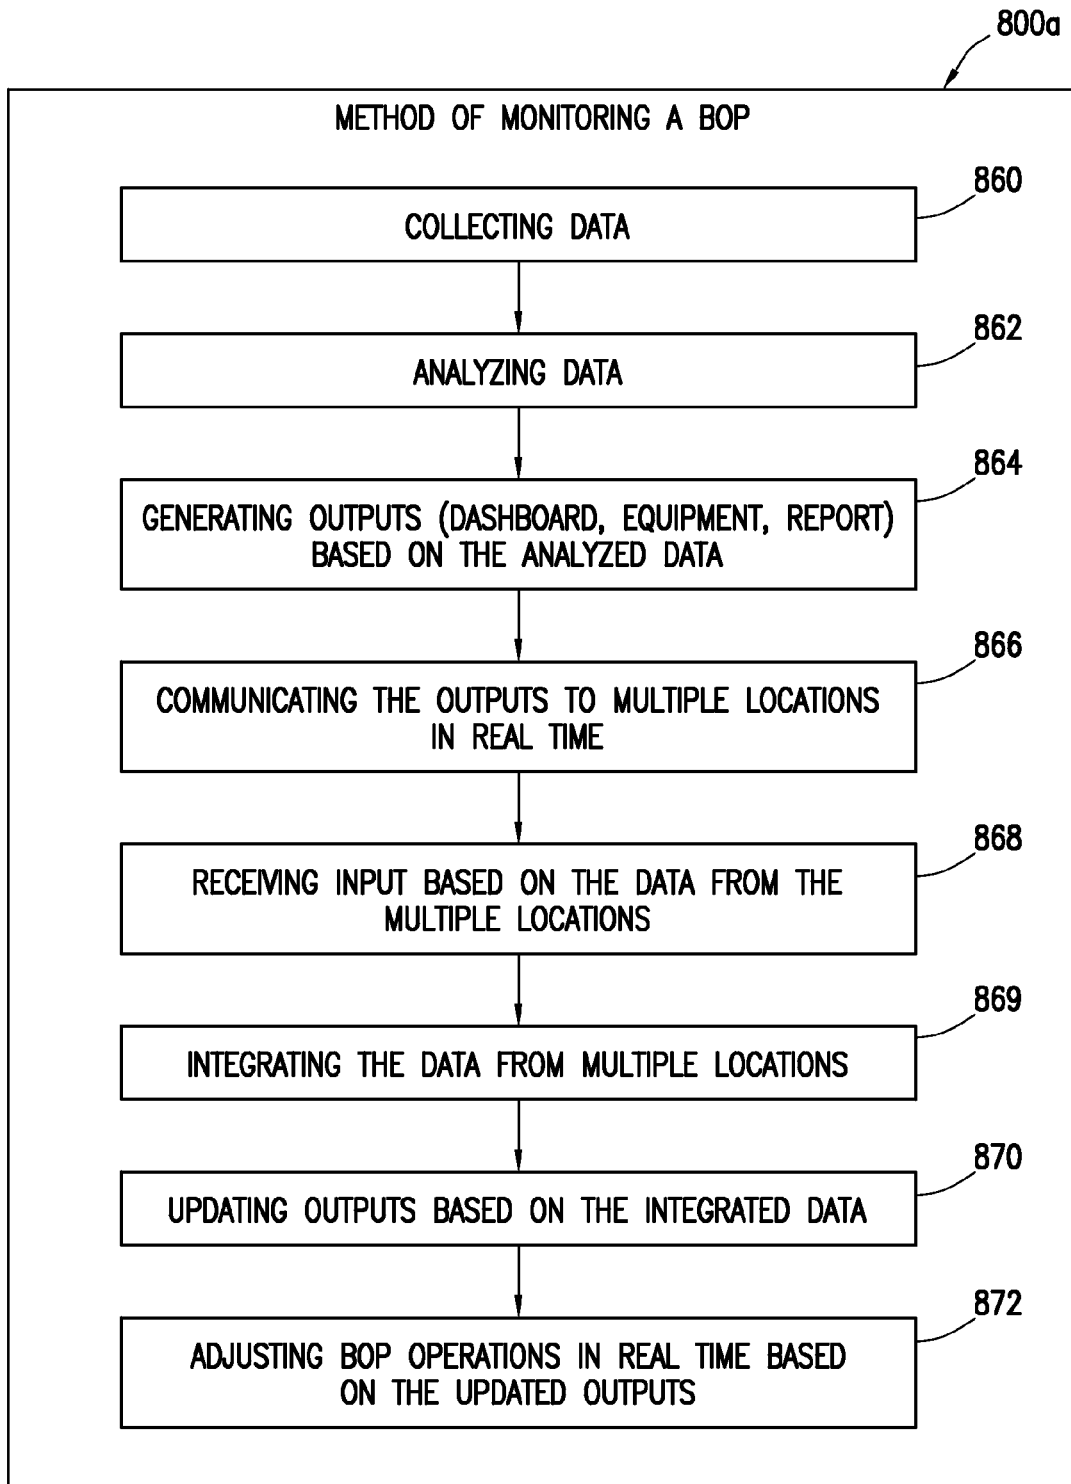 800a
METHOD OF MONITORING A BOP
860
COLLECTING DATA
862
ANALYZING DATA
864
GENERATING OUTPUTS (DASHBOARD, EQUIPMENT, REPORT)
BASED ON THE ANALYZED DATA
866
COMMUNICATING THE OUTPUTS TO MULTIPLE LOCATIONS
IN REAL TIME
868
RECEIVING INPUT BASED ON THE DATA FROM THE
MULTIPLE LOCATIONS
869
INTEGRATING THE DATA FROM MULTIPLE LOCATIONS
870
UPDATING OUTPUTS BASED ON THE INTEGRATED DATA
872
ADJUSTING BOP OPERATIONS IN REAL TIME BASED
ON THE UPDATED OUTPUTS